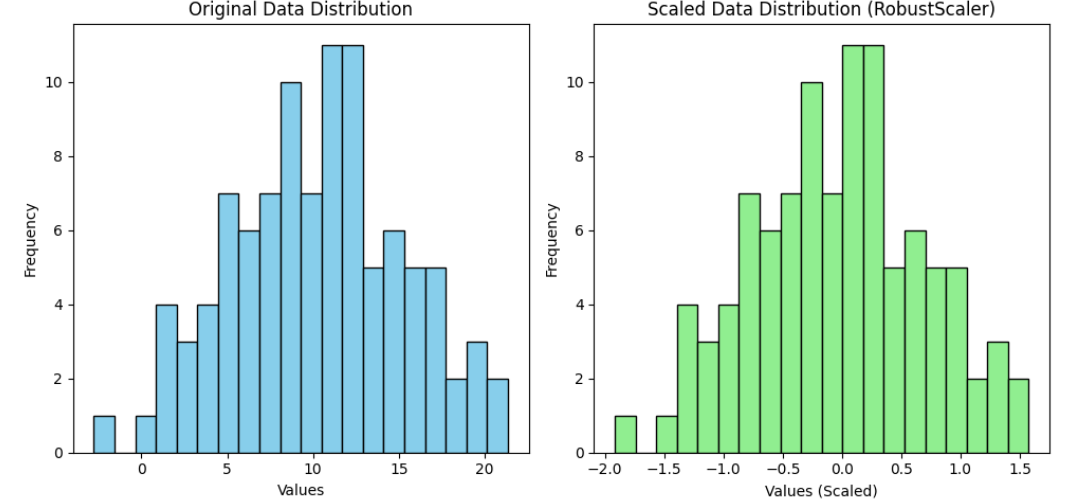 Original Data Distribution
Frequency
10
8
6
4
2
0
0 5 10 15 20
Values
Scaled Data Distribution (RobustScaler)
Frequency
10
8
6
4
2
0
−2.0 −1.5 −1.0 −0.5 0.0 0.5 1.0 1.5
Values (Scaled)